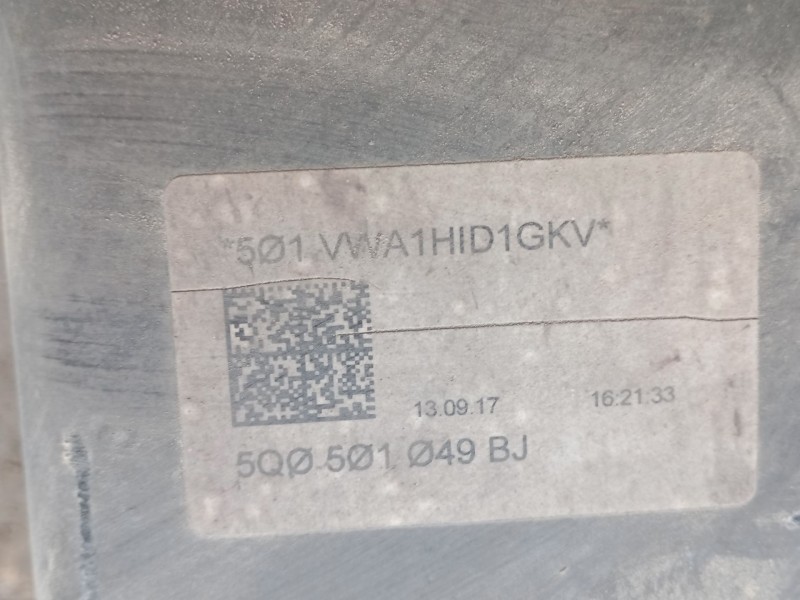 *5Ø1 VWA1HID1GKV*
13.09.17 16:21:33
5QØ 5Ø1 Ø49 BJ